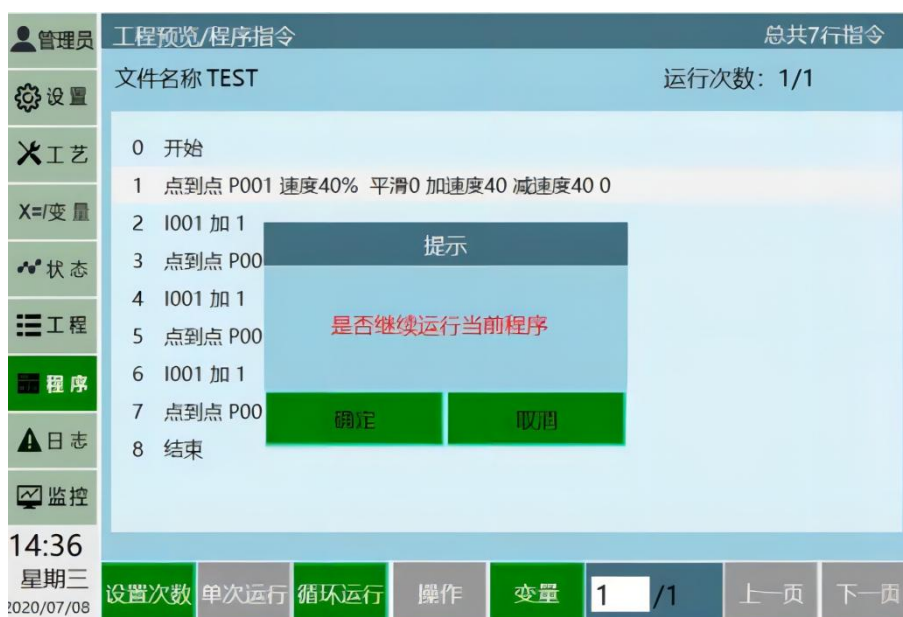 管理员
工程预览/程序指令
总共7行指令
设置
文件名称 TEST
运行次数: 1/1
工艺
0 开始
1 点到点 P001 速度40% 平滑0 加速度40 减速度40 0
X=/变量
2 I001 加 1
提示
状态
3 点到点 P00
4 I001 加 1
工程
是否继续运行当前程序
5 点到点 P00
程序
6 I001 加 1
7 点到点 P00
确定
取消
日志
8 结束
监控
14:36
星期三
2020/07/08
设置次数
单次运行
循环运行
操作
变量
1 /1
上一页
下一页